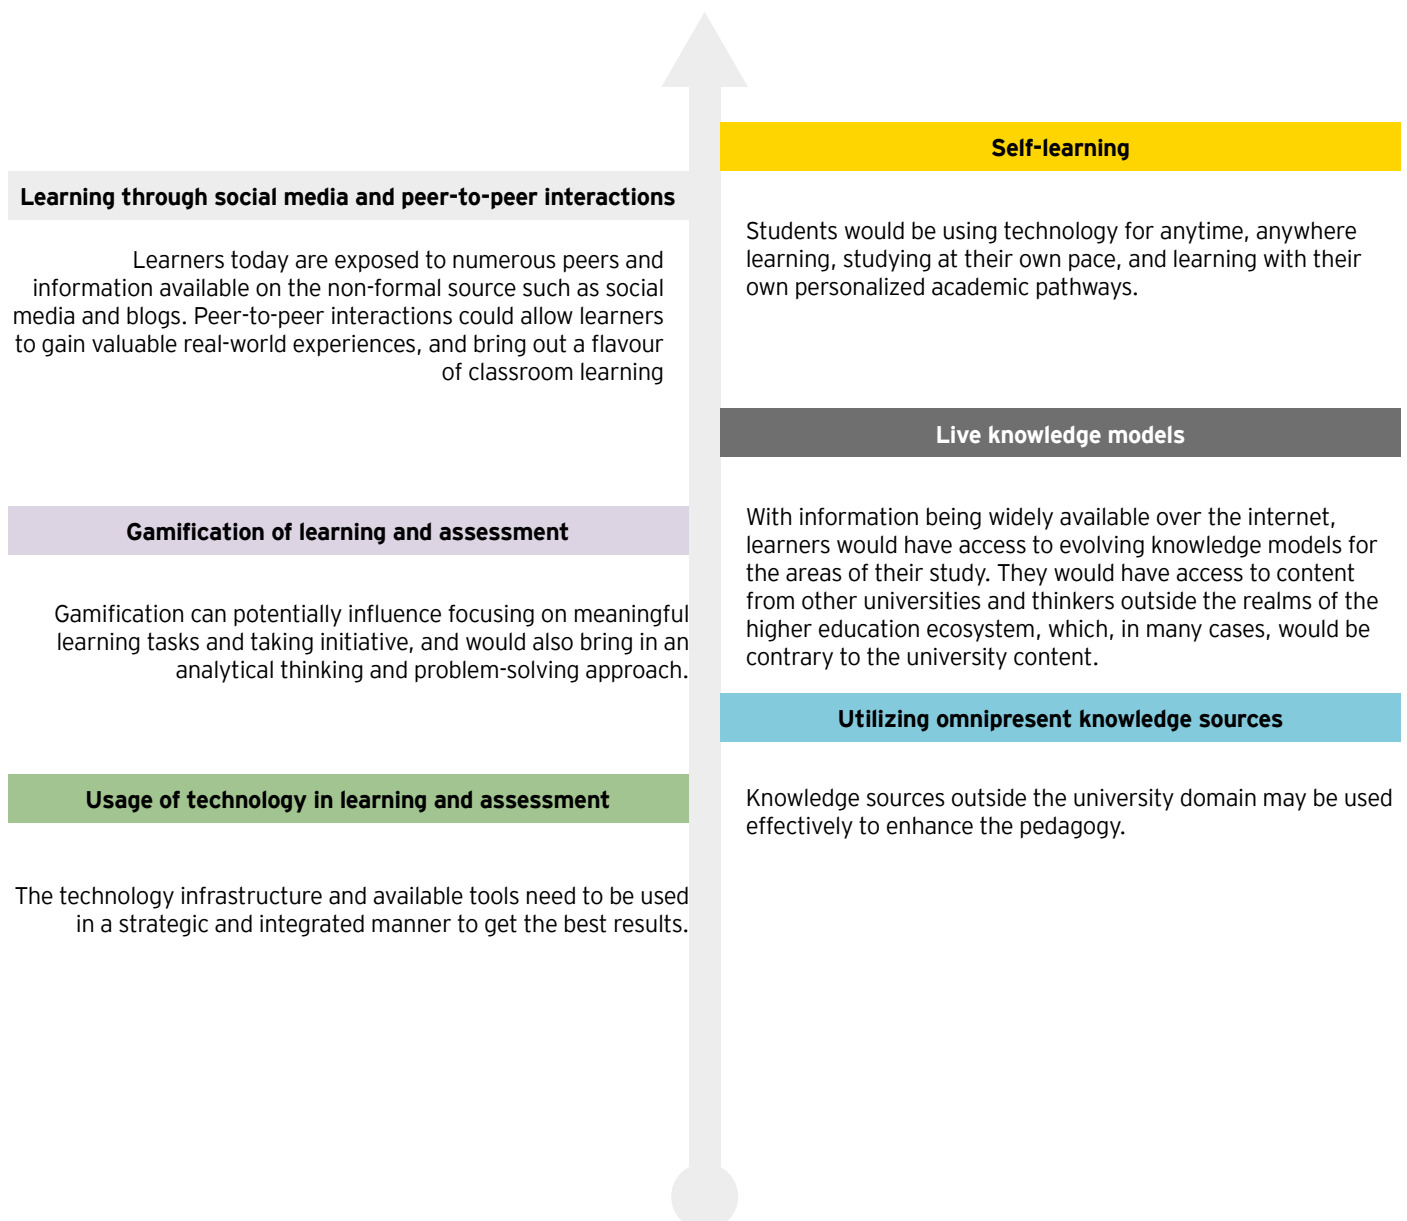 Self-learning
Students would be using technology for anytime, anywhere
learning, studying at their own pace, and learning with their
own personalized academic pathways.
Learning through social media and peer-to-peer interactions
Learners today are exposed to numerous peers and
information available on the non-formal source such as social
media and blogs. Peer-to-peer interactions could allow learners
to gain valuable real-world experiences, and bring out a flavour
of classroom learning
Live knowledge models
With information being widely available over the internet,
learners would have access to evolving knowledge models for
the areas of their study. They would have access to content
from other universities and thinkers outside the realms of the
higher education ecosystem, which, in many cases, would be
contrary to the university content.
Gamification of learning and assessment
Gamification can potentially influence focusing on meaningful
learning tasks and taking initiative, and would also bring in an
analytical thinking and problem-solving approach.
Utilizing omnipresent knowledge sources
Knowledge sources outside the university domain may be used
effectively to enhance the pedagogy.
Usage of technology in learning and assessment
The technology infrastructure and available tools need to be used
in a strategic and integrated manner to get the best results.